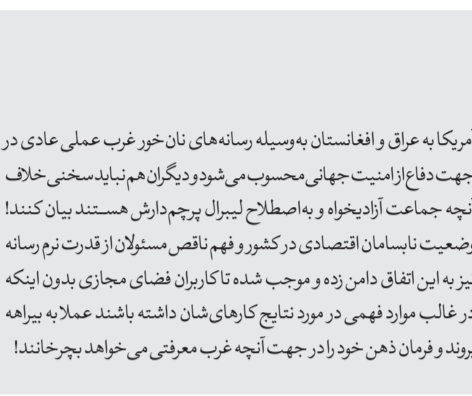 آمریکا به عراق و افغانستان به‌وسیله رسانه‌های نان‌خور غرب عملی عادی در
جهت دفاع از امنیت جهانی محسوب می‌شود و دیگران هم نباید سخنی خلاف
آنچه جماعت آزادیخواه و به‌اصطلاح لیبرال پرچم‌دارش هستند بیان کنند!
وضعیت نابسامان اقتصادی در کشور و فهم ناقص مسئولان از قدرت نرم رسانه
نیز به این اتفاق دامن زده و موجب شده تا کاربران فضای مجازی بدون اینکه
در غالب موارد فهمی در مورد نتایج کارهای‌شان داشته باشند عملا به بیراهه
بروند و فرمان ذهن خود را در جهت آنچه غرب معرفتی می‌خواهد بچرخانند!